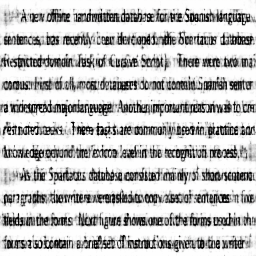 A new offline handwritten database for the Spanish language
sentences, has recently been developed: the Spartacus database
Restricted-domain Task of Cursive Script). There were two main
corpus. First of all, most databases do not contain Spanish
a widespread major language. Another important reason was to
restricted tasks. These tasks are commonly used in practice and
knowledge beyond the lexicon level in the recognition process.
As the Spartacus database consisted mainly of short sentences
paragraphs, the writers were asked to copy a set of sentences in
fields in the forms. Next figure shows one of the forms used in the
forms also contain a brief set of instructions given to the writer